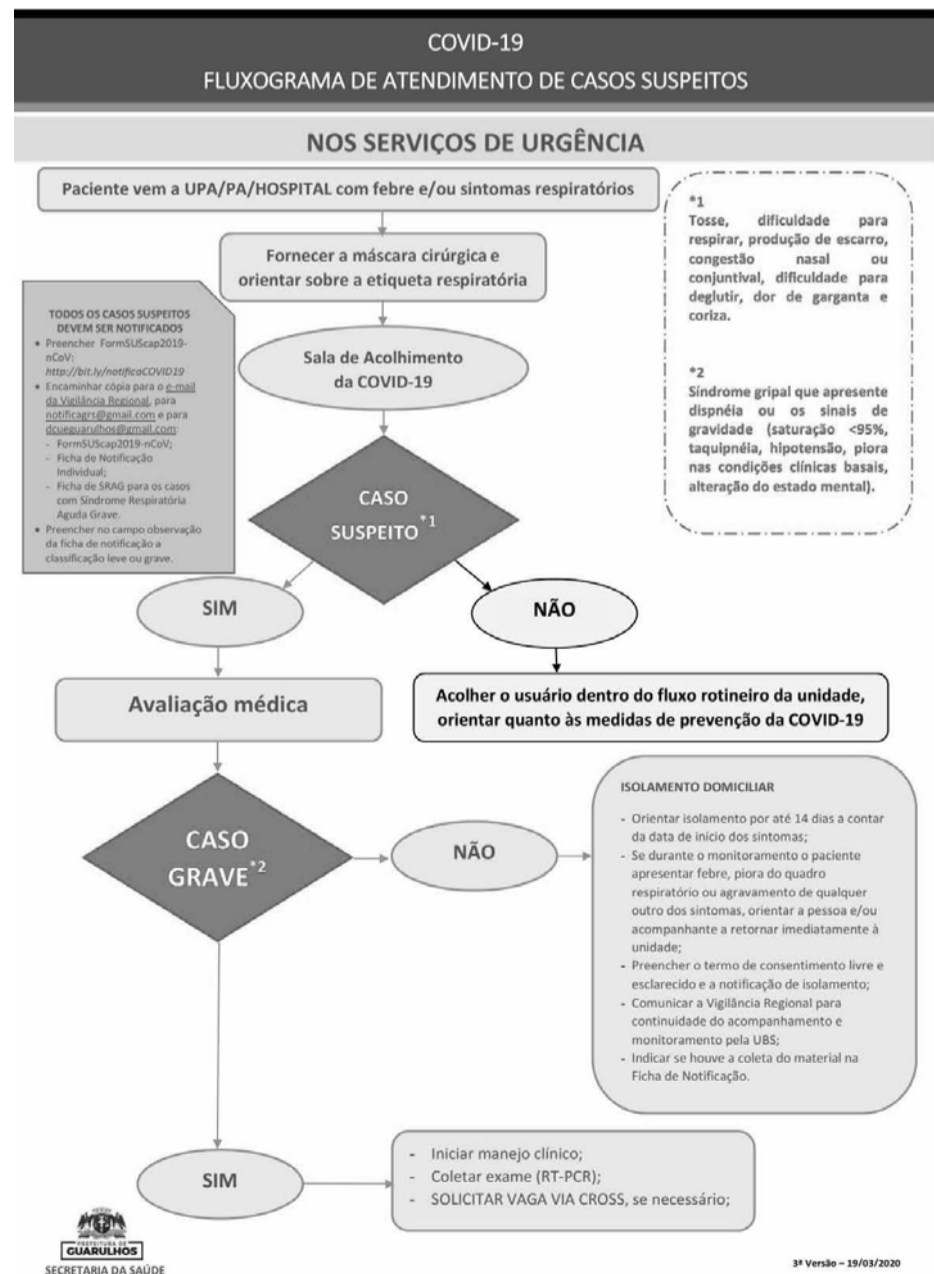 COVID-19
FLUXOGRAMA DE ATENDIMENTO DE CASOS SUSPEITOS
NOS SERVIÇOS DE URGÊNCIA
Paciente vem a UPA/PA/HOSPITAL com febre e/ou sintomas respiratórios
Fornecer a máscara cirúrgica e
orientar sobre a etiqueta respiratória
*1
Tosse, dificuldade para
respirar, produção de escarro,
congestão nasal ou
conjuntival, dificuldade para
deglutir, dor de garganta e
coriza.
*2
Síndrome gripal que apresente
dispnéia ou os sinais de
gravidade (saturação <95%,
taquipnéia, hipotensão, piora
nas condições clínicas basais,
alteração do estado mental).
TODOS OS CASOS SUSPEITOS
DEVEM SER NOTIFICADOS
• Preencher FormSUScap2019-
nCoV:
http://bit.ly/notificaCOVID19
• Encaminhar cópia para o e-mail
da Vigilância Regional, para
notificagrs@gmail.com e para
dcueguarulhos@gmail.com:
- FormSUScap2019-nCoV;
- Ficha de Notificação
Individual;
- Ficha de SRAG para os casos
com Síndrome Respiratória
Aguda Grave.
• Preencher no campo observação
da ficha de notificação a
classificação leve ou grave.
Sala de Acolhimento
da COVID-19
CASO
SUSPEITO*1
SIM
NÃO
Avaliação médica
Acolher o usuário dentro do fluxo rotineiro da unidade,
orientar quanto às medidas de prevenção da COVID-19
CASO
GRAVE*2
NÃO
ISOLAMENTO DOMICILIAR
- Orientar isolamento por até 14 dias a contar
da data de início dos sintomas;
- Se durante o monitoramento o paciente
apresentar febre, piora do quadro
respiratório ou agravamento de qualquer
outro dos sintomas, orientar a pessoa e/ou
acompanhante a retornar imediatamente à
unidade;
- Preencher o termo de consentimento livre e
esclarecido e a notificação de isolamento;
- Comunicar a Vigilância Regional para
continuidade do acompanhamento e
monitoramento pela UBS;
- Indicar se houve a coleta do material na
Ficha de Notificação.
SIM
- Iniciar manejo clínico;
- Coletar exame (RT-PCR);
- SOLICITAR VAGA VIA CROSS, se necessário;
PREFEITURA DE
GUARULHOS
SECRETARIA DA SAÚDE
3ª Versão – 19/03/2020